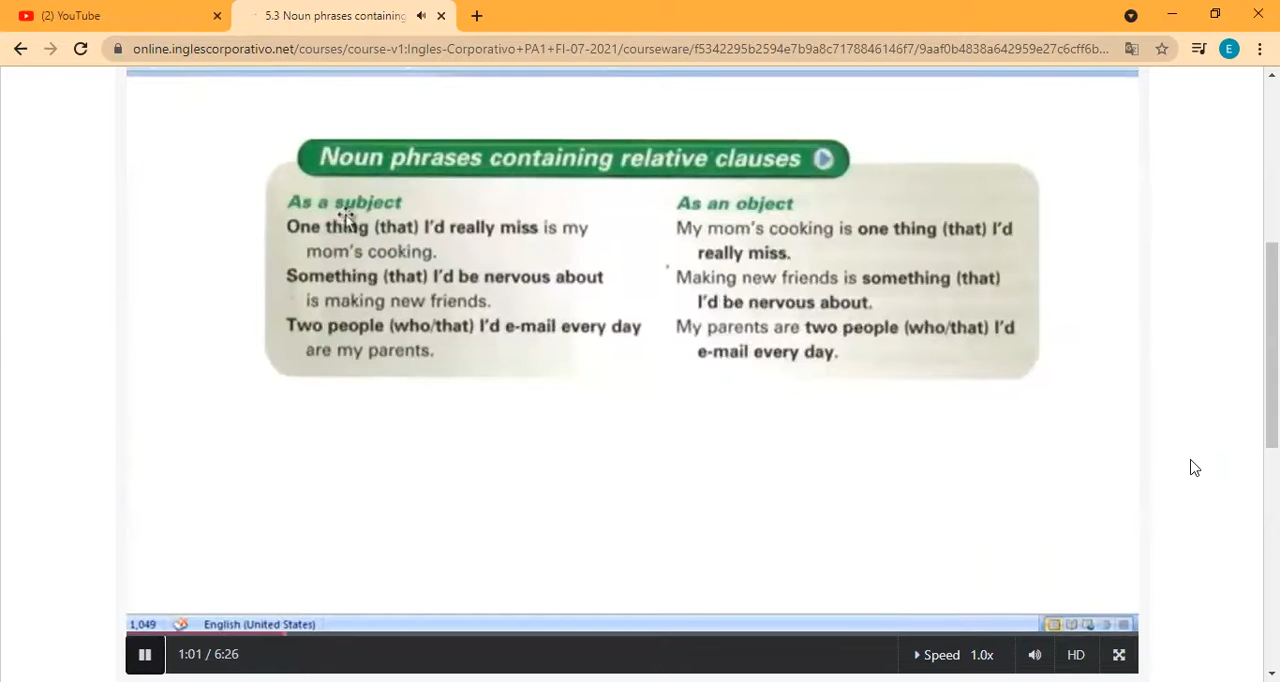 (2) YouTube
5.3 Noun phrases containing
online.inglescorporativo.net/courses/course-v1:Ingles-Corporativo+PA1+FI-07-2021/courseware/f5342295b2594e7b9a8c7178846146f7/9aaf0b4838a642959e27c6cff6b...
E
Noun phrases containing relative clauses
As a subject
One thing (that) I'd really miss is my
mom's cooking.
Something (that) I'd be nervous about
is making new friends.
Two people (who/that) I'd e-mail every day
are my parents.
As an object
My mom's cooking is one thing (that) I'd
really miss.
Making new friends is something (that)
I'd be nervous about.
My parents are two people (who/that) I'd
e-mail every day.
1,049 English (United States)
1:01 / 6:26
Speed 1.0x
HD